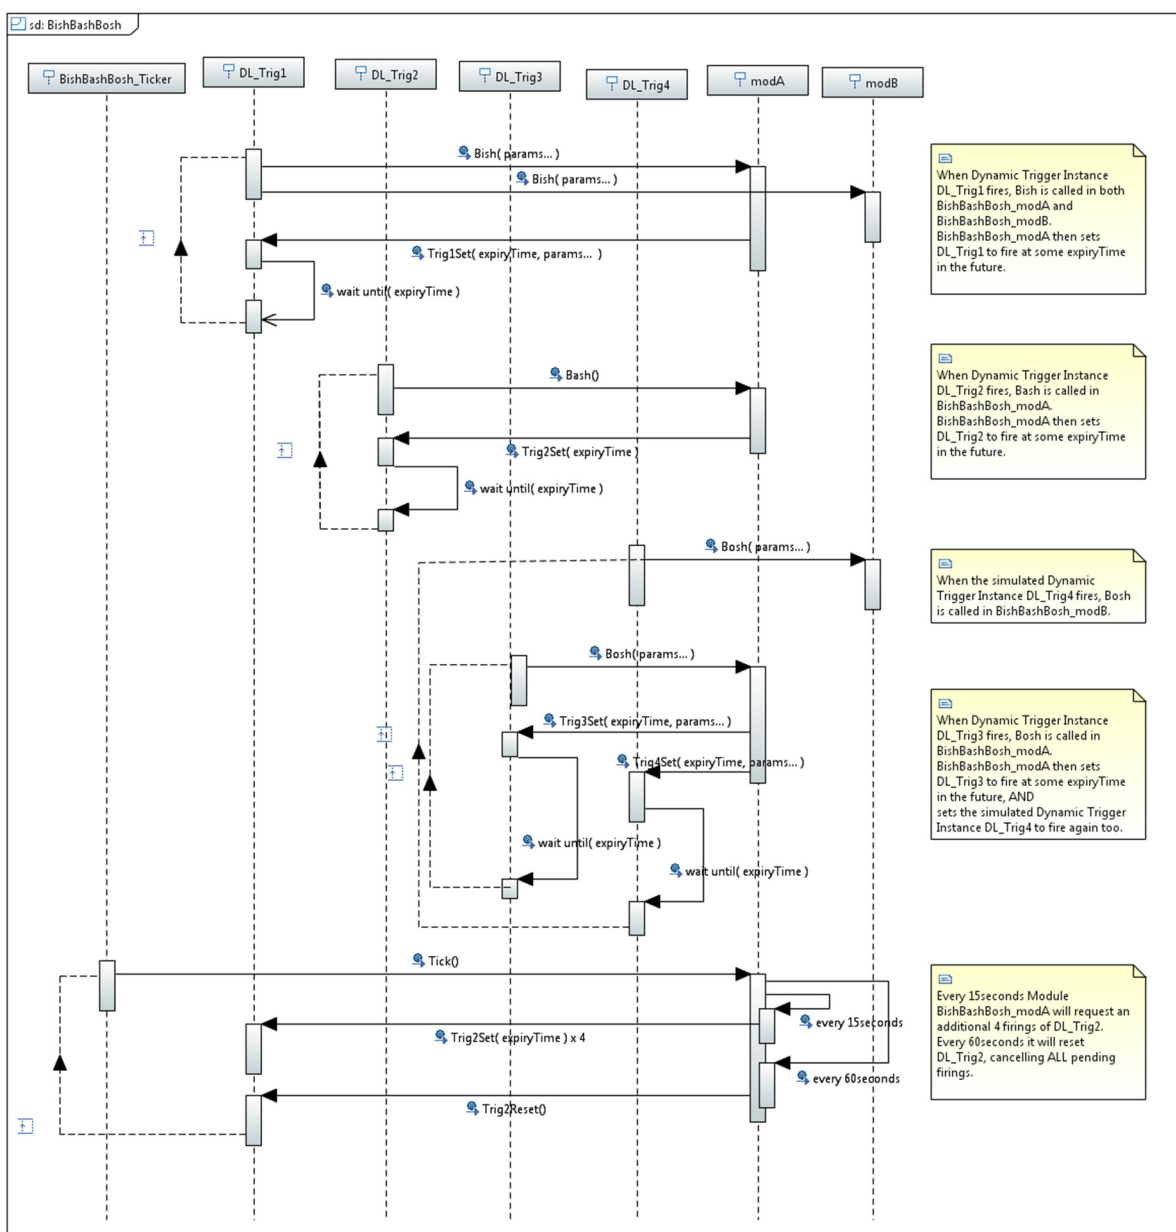 sd: BishBashBosh
BishBashBosh_Ticker
DL_Trig1
DL_Trig2
DL_Trig3
DL_Trig4
modA
modB
Bish( params... )
Bish( params... )
Trig1Set( expiryTime, params... )
wait until( expiryTime )
When Dynamic Trigger Instance
DL_Trig1 fires, Bish is called in both
BishBashBosh_modA and
BishBashBosh_modB.
BishBashBosh_modA then sets
DL_Trig1 to fire at some expiryTime
in the future.
Bash()
Trig2Set( expiryTime )
wait until( expiryTime )
When Dynamic Trigger Instance
DL_Trig2 fires, Bash is called in
BishBashBosh_modA.
BishBashBosh_modA then sets
DL_Trig2 to fire at some expiryTime
in the future.
Bosh( params... )
When the simulated Dynamic
Trigger Instance DL_Trig4 fires, Bosh
is called in BishBashBosh_modB.
Bosh( params... )
Trig3Set( expiryTime, params... )
Trig4Set( expiryTime, params... )
wait until( expiryTime )
wait until( expiryTime )
When Dynamic Trigger Instance
DL_Trig3 fires, Bosh is called in
BishBashBosh_modA.
BishBashBosh_modA then sets
DL_Trig3 to fire at some expiryTime
in the future, AND
sets the simulated Dynamic Trigger
Instance DL_Trig4 to fire again too.
Tick()
every 15seconds
Trig2Set( expiryTime ) x 4
every 60seconds
Trig2Reset()
Every 15seconds Module
BishBashBosh_modA will request an
additional 4 firings of DL_Trig2.
Every 60seconds it will reset
DL_Trig2, cancelling ALL pending
firings.